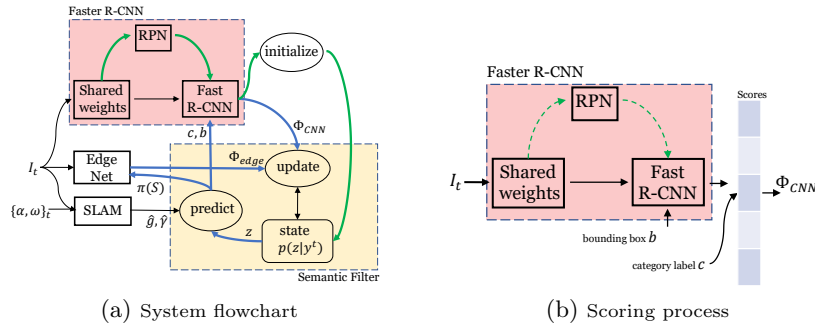 Faster R-CNN
RPN
Shared
weights
Fast
R-CNN
initialize
c, b
Φ_CNN
I_t
Edge
Net
Φ_edge
update
π(S)
{α, ω}_t
SLAM
ĝ, γ̂
predict
z
state
p(z|y^t)
Semantic Filter
(a) System flowchart
Faster R-CNN
RPN
Scores
I_t
Shared
weights
Fast
R-CNN
Φ_CNN
bounding box b
category label c
(b) Scoring process